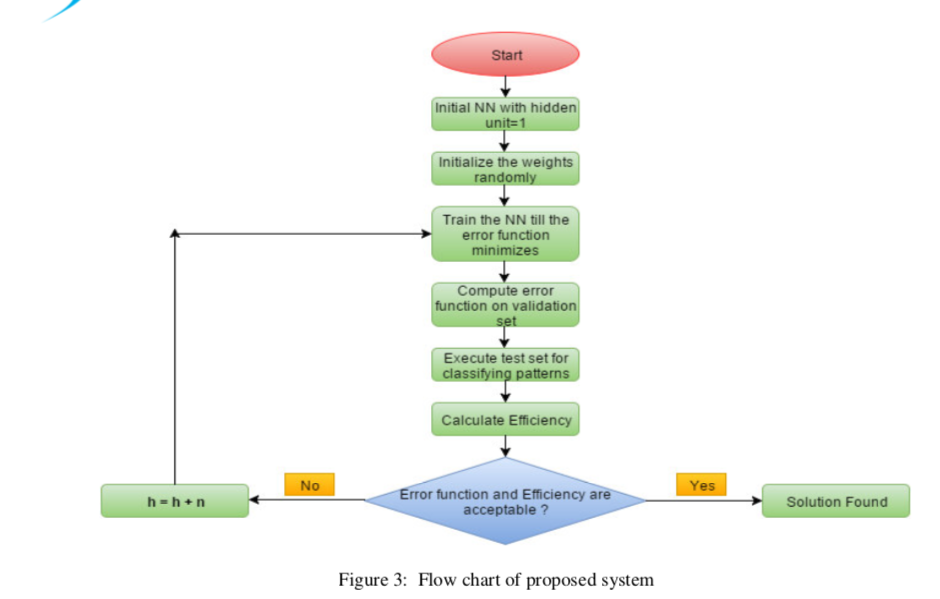 Start
Initial NN with hidden
unit=1
Initialize the weights
randomly
Train the NN till the
error function
minimizes
Compute error
function on validation
set
Execute test set for
classifying patterns
Calculate Efficiency
Error function and Efficiency are
acceptable ?
No
Yes
h = h + n
Solution Found
Figure 3: Flow chart of proposed system